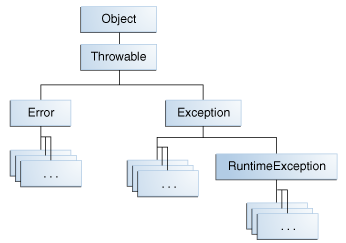 Object
Throwable
Error
Exception
...
...
RuntimeException
...